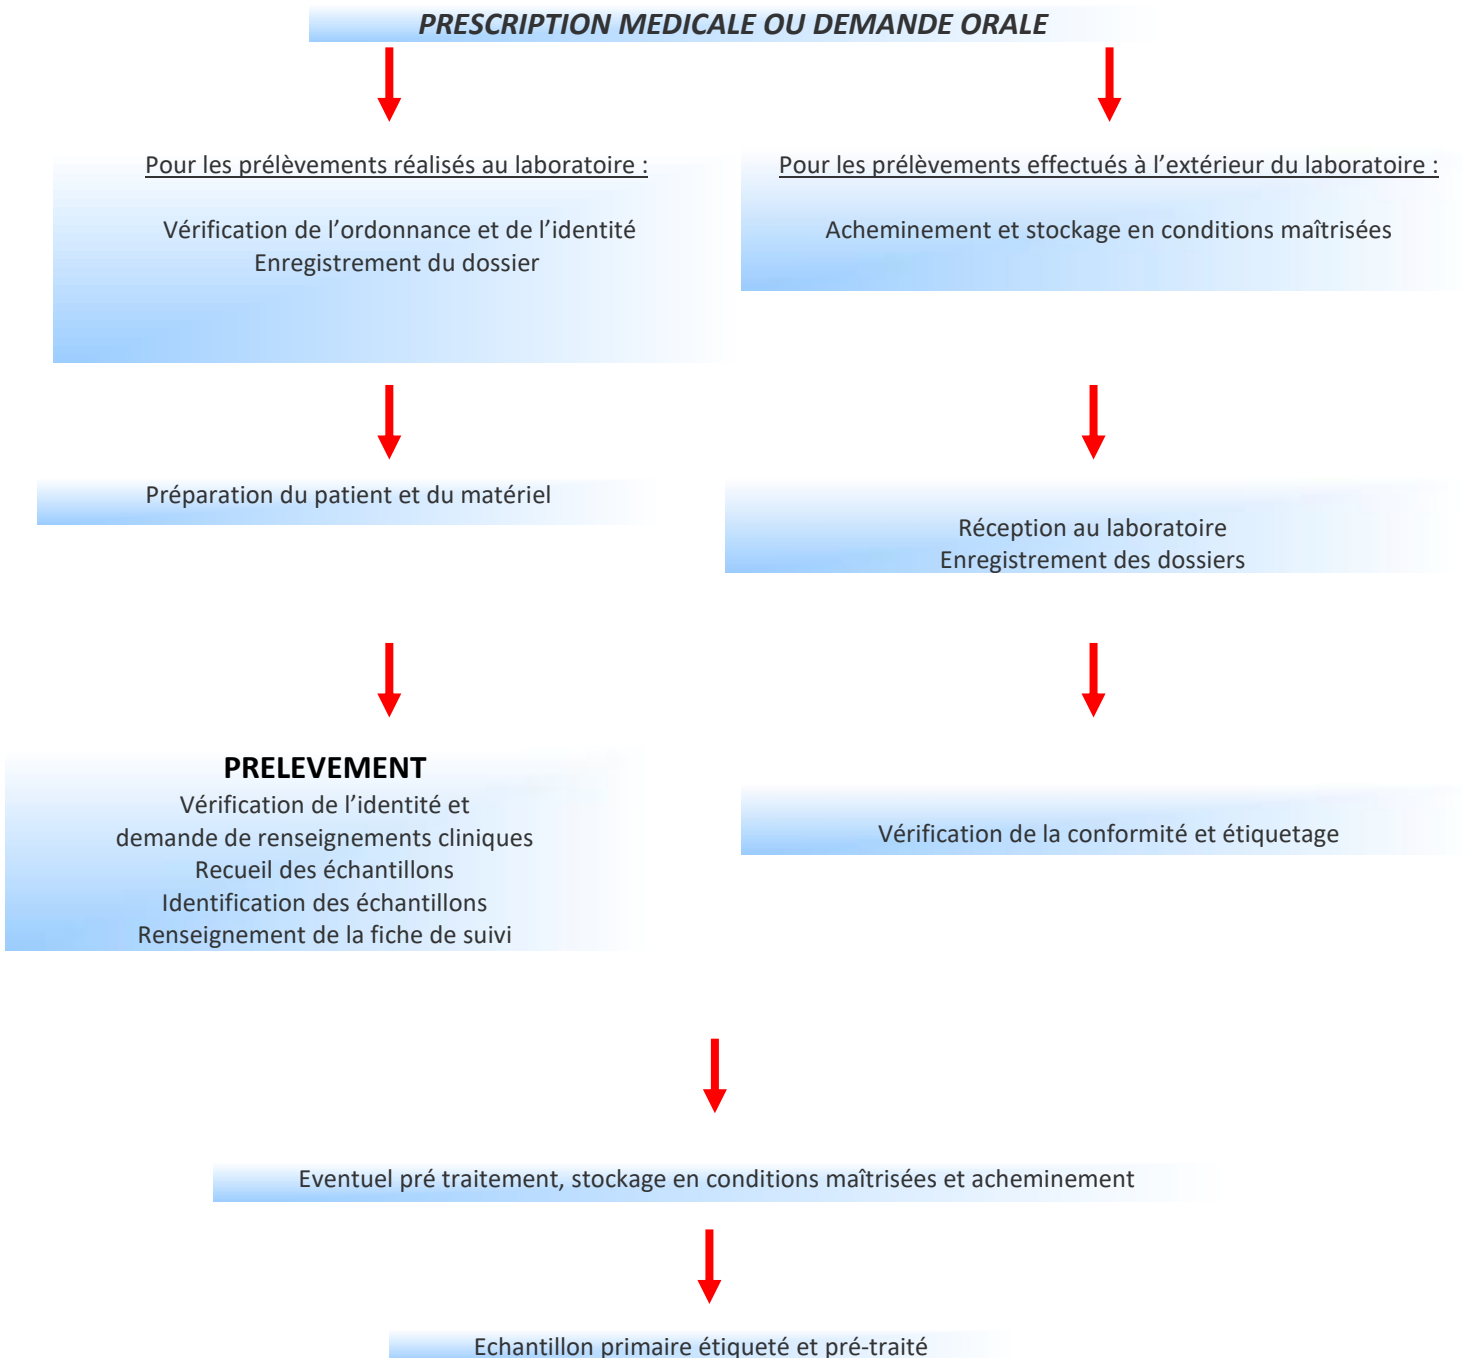 PRESCRIPTION MEDICALE OU DEMANDE ORALE
Pour les prélèvements réalisés au laboratoire :
Vérification de l’ordonnance et de l’identité
Enregistrement du dossier
Pour les prélèvements effectués à l’extérieur du laboratoire :
Acheminement et stockage en conditions maîtrisées
Préparation du patient et du matériel
Réception au laboratoire
Enregistrement des dossiers
PRELEVEMENT
Vérification de l’identité et
demande de renseignements cliniques
Recueil des échantillons
Identification des échantillons
Renseignement de la fiche de suivi
Vérification de la conformité et étiquetage
Eventuel pré traitement, stockage en conditions maîtrisées et acheminement
Echantillon primaire étiqueté et pré-traité